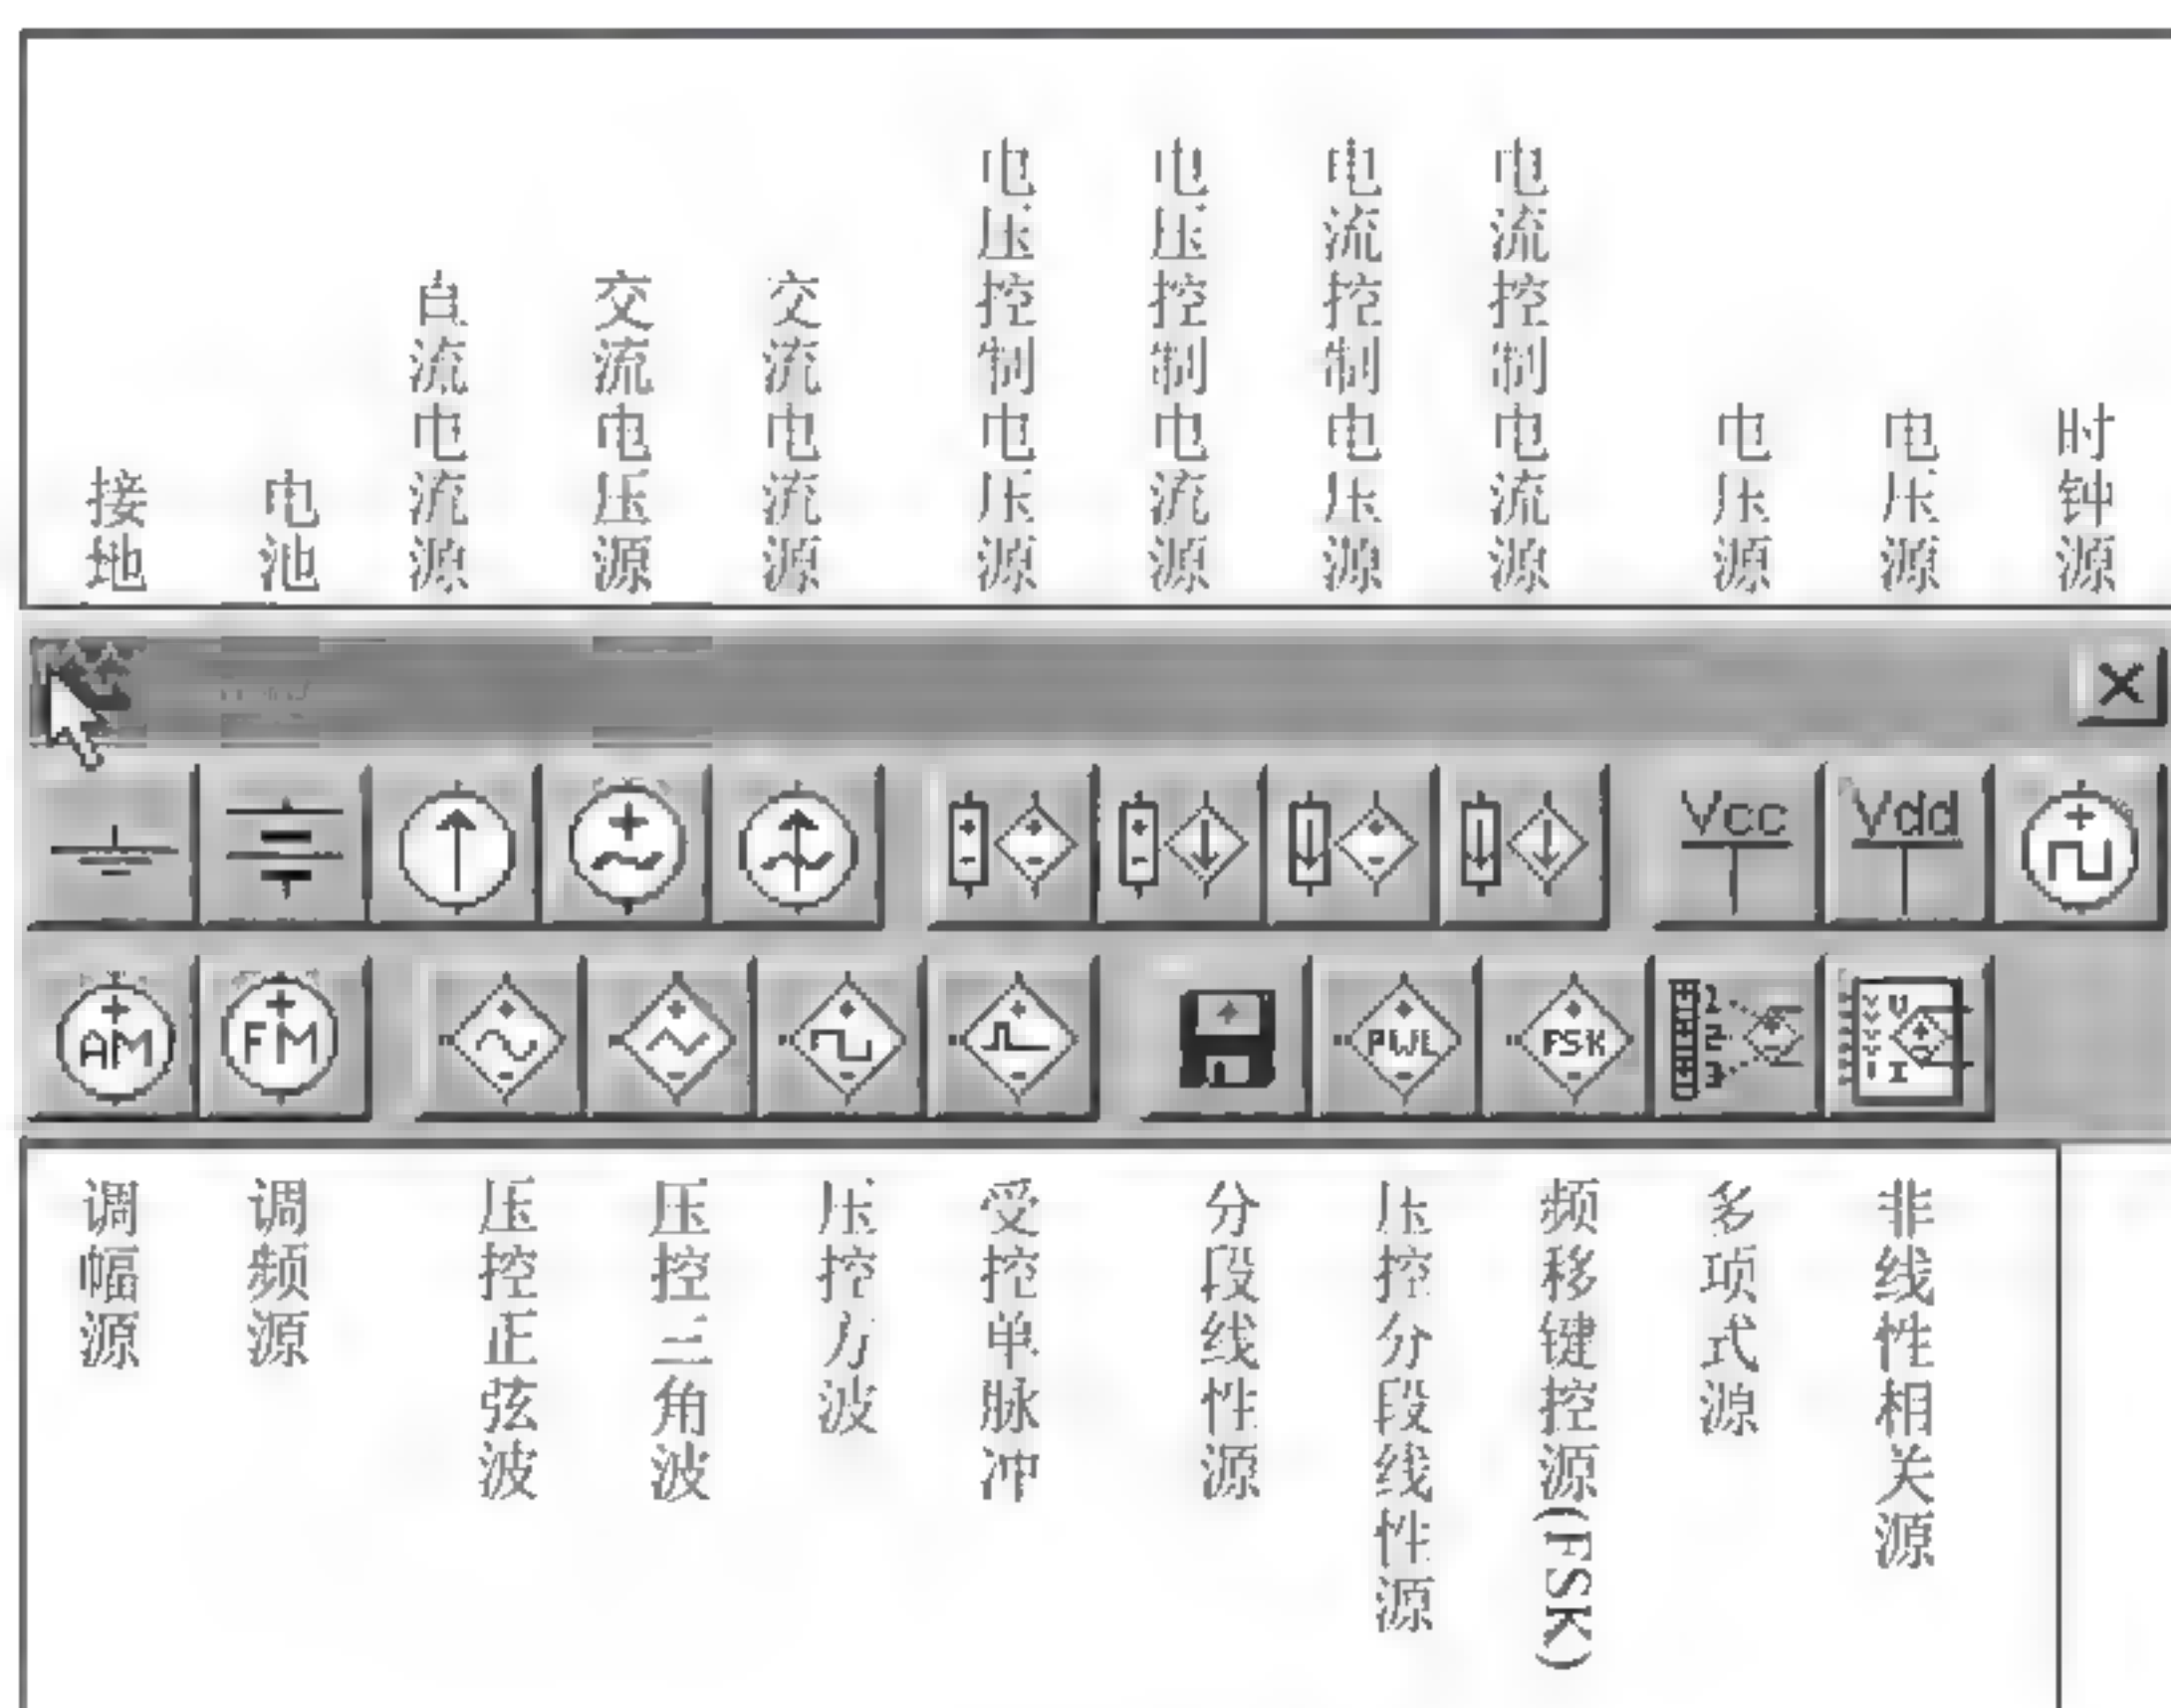 接地
电池
直流电流源
交流电压源
交流电流源
电压控制电压源
电压控制电流源
电流控制电压源
电流控制电流源
电压源
电压源
时钟源
Vcc
Vdd
AM
FM
PWL
FSK
1
2
3
V
I
调幅源
调频源
压控正弦波
压控三角波
压控方波
受控单脉冲
分段线性源
压控分段线性源
频移键控源(FSK)
多项式源
非线性相关源